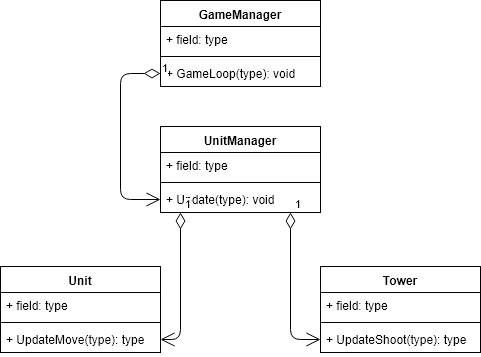 GameManager
+ field: type
1
+ GameLoop(type): void
UnitManager
+ field: type
+ Update(type): void
1
1
Unit
+ field: type
+ UpdateMove(type): type
Tower
+ field: type
+ UpdateShoot(type): type